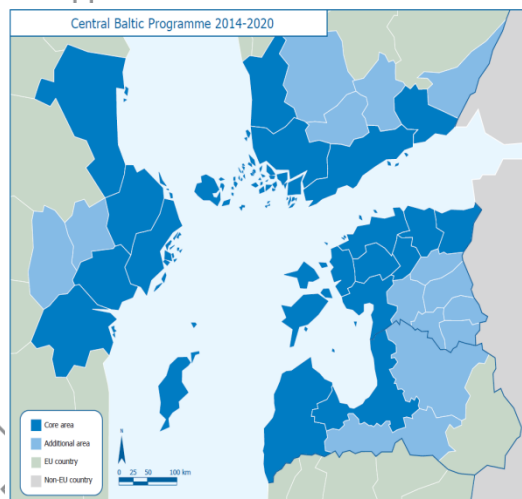 Central Baltic Programme 2014-2020
Core area
Additional area
EU country
Non-EU country
N
0 25 50 100 km